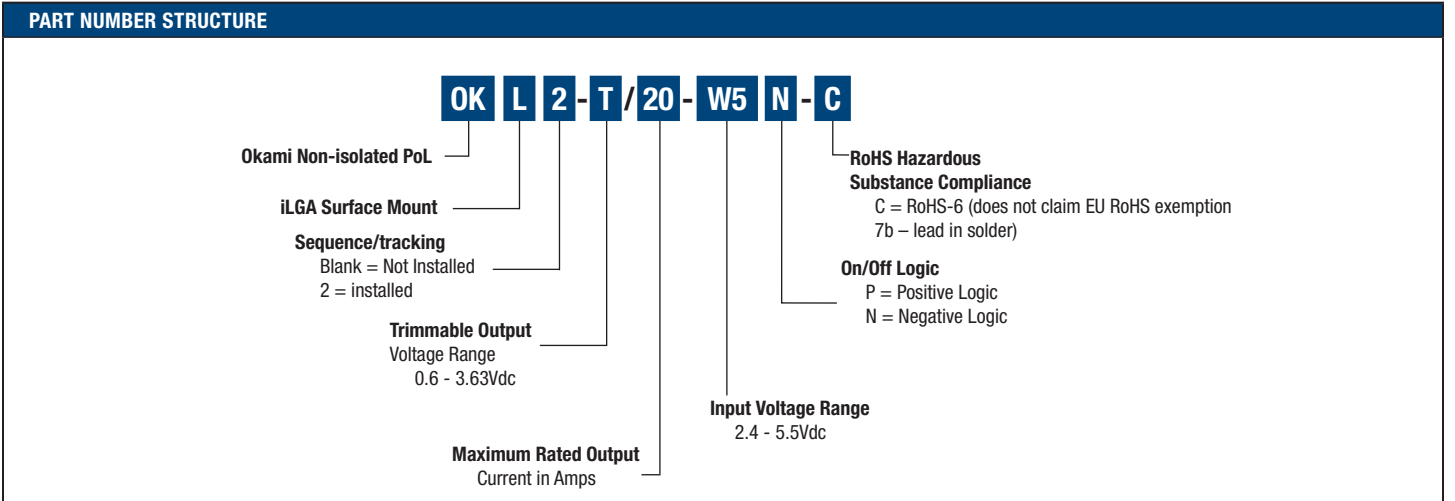 PART NUMBER STRUCTURE
OK L 2 - T / 20 - W5 N - C
Okami Non-isolated PoL
iLGA Surface Mount
Sequence/tracking
Blank = Not Installed
2 = installed
Trimmable Output
Voltage Range
0.6 - 3.63Vdc
Maximum Rated Output
Current in Amps
RoHS Hazardous
Substance Compliance
C = RoHS-6 (does not claim EU RoHS exemption
7b – lead in solder)
On/Off Logic
P = Positive Logic
N = Negative Logic
Input Voltage Range
2.4 - 5.5Vdc